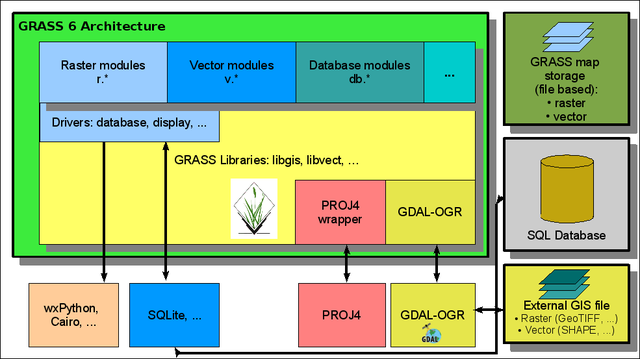 GRASS 6 Architecture
Raster modules
r.*
Vector modules
v.*
Database modules
db.*
...
Drivers: database, display, ...
GRASS Libraries: libgis, libvect, ...
PROJ4
wrapper
GDAL-OGR
wxPython,
Cairo, ...
SQLite, ...
PROJ4
GDAL-OGR
GDAL
GRASS map
storage
(file based):
• raster
• vector
SQL Database
External GIS file
• Raster (GeoTIFF, ...)
• Vector (SHAPE, ...)